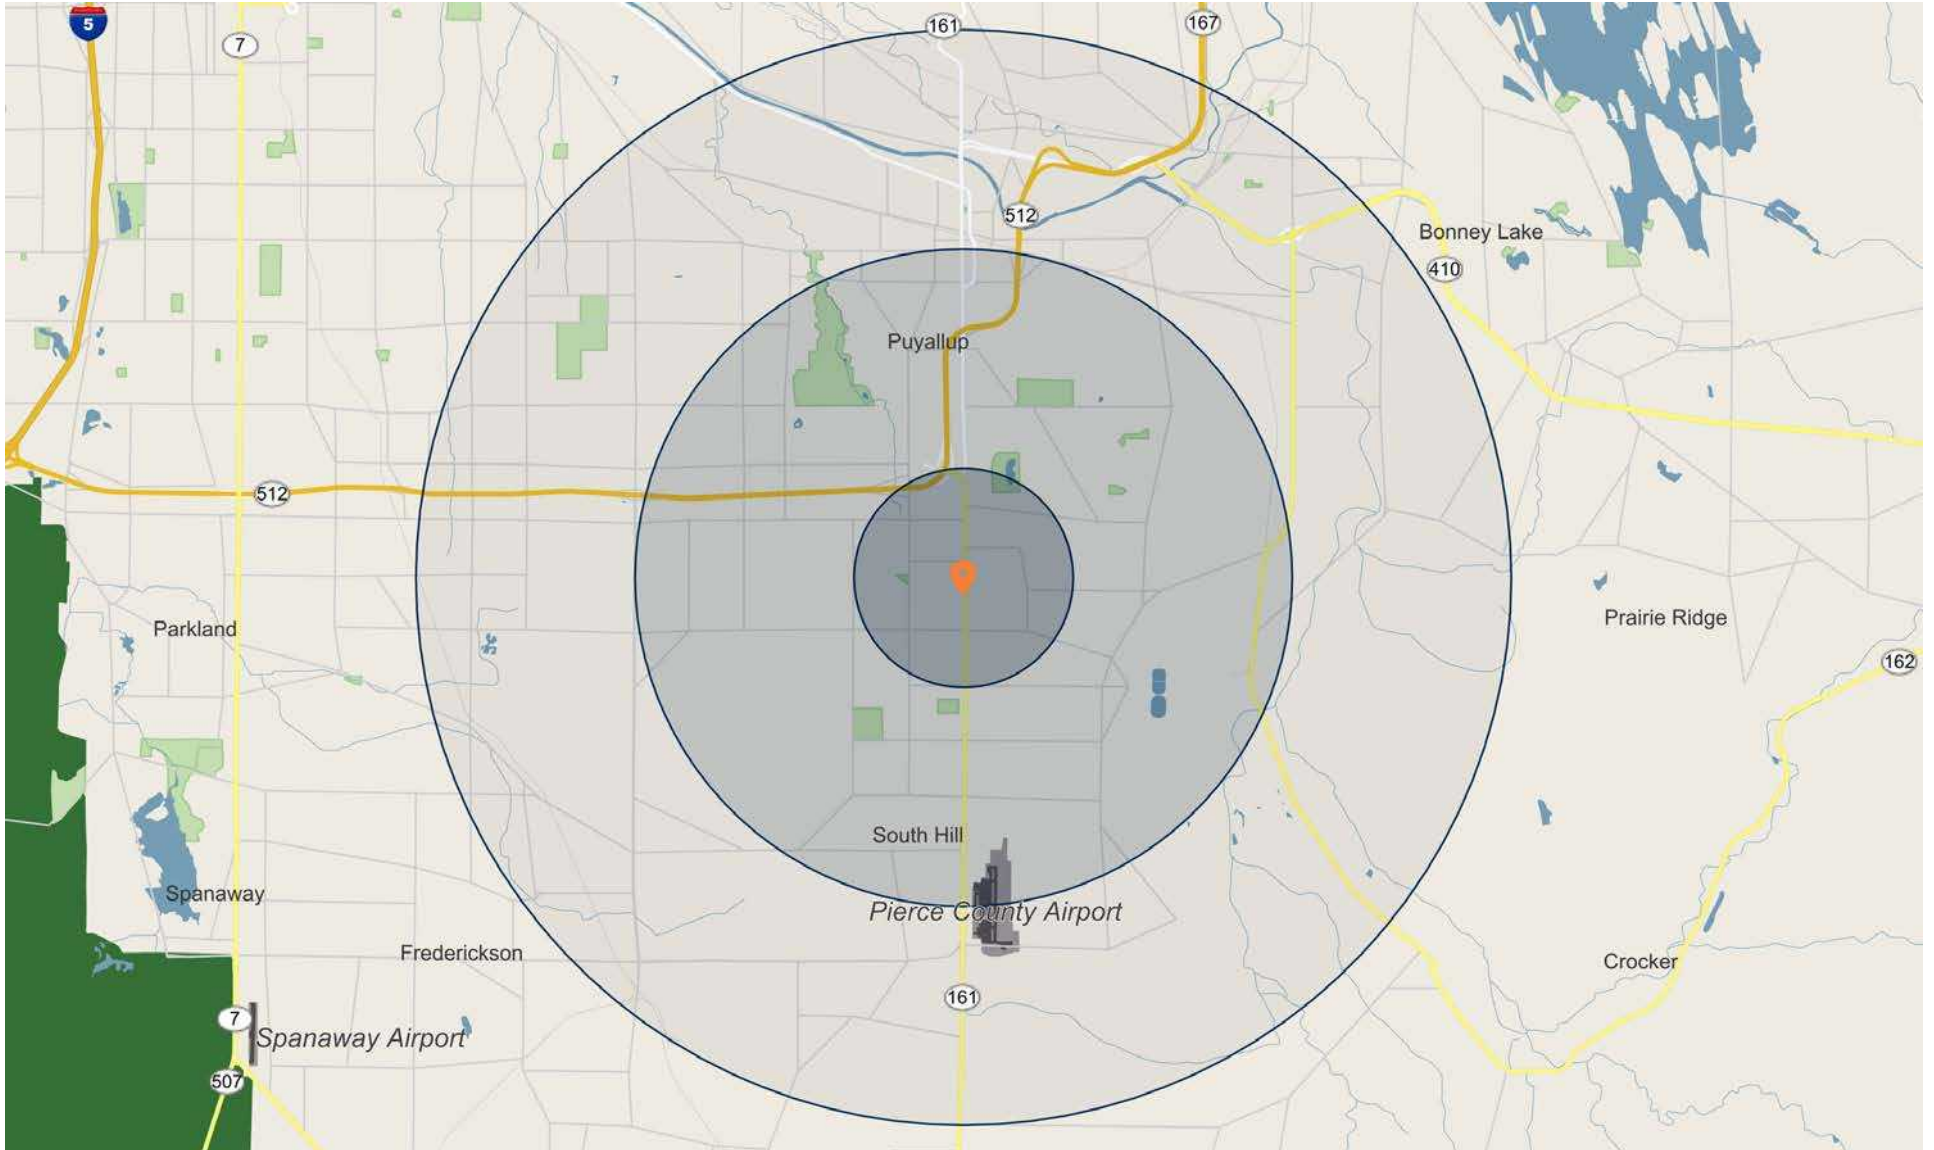 5
7
161
167
512
Bonney Lake
410
Puyallup
512
Parkland
Prairie Ridge
162
South Hill
Spanaway
Pierce County Airport
Frederickson
Crocker
161
7
Spanaway Airport
507